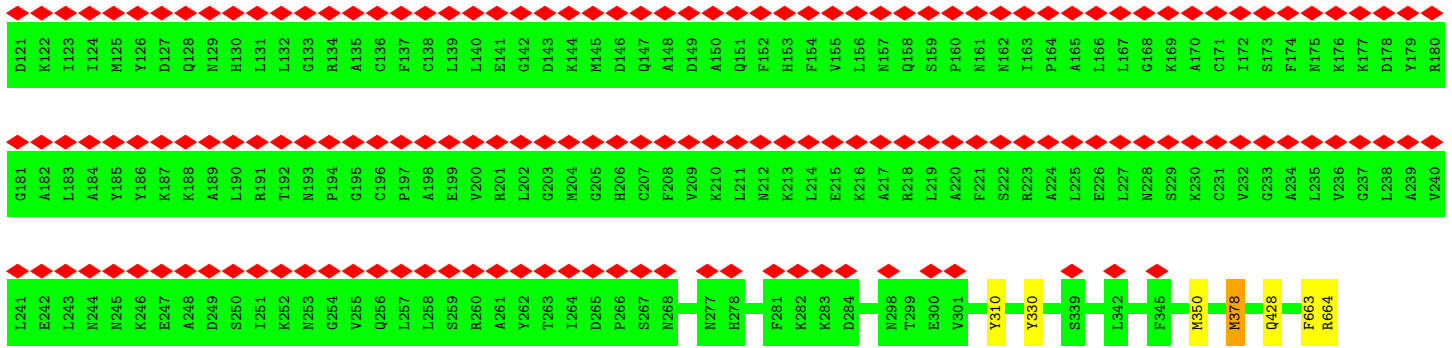 D121 K122 I123 I124 M125 Y126 D127 Q128 N129 H130 L131 L132 G133 R134 A135 C136 F137 C138 L139 L140 E141 G142 D143 K144 M145 D146 Q147 A148 D149 A150 Q151 F152 H153 F154 V155 L156 N157 Q158 S159 P160 N161 N162 I163 P164 A165 L166 L167 G168 K169 A170 C171 I172 S173 F174 N175 K176 K177 D178 Y179 R180
G181 A182 L183 A184 Y185 Y186 K187 K188 A189 L190 R191 T192 N193 P194 G195 C196 P197 A198 E199 V200 R201 L202 G203 M204 G205 H206 C207 F208 V209 K210 L211 N212 K213 L214 E215 K216 A217 R218 L219 A220 F221 S222 R223 A224 L225 E226 L227 N228 S229 K230 C231 V232 G233 A234 L235 V236 G237 L238 A239 V240
L241 E242 L243 N244 N245 K246 E247 A248 D249 S250 I251 K252 N253 G254 V255 Q256 L257 L258 S259 R260 A261 Y262 T263 I264 D265 P266 S267 N268 N277 H278 F281 K282 K283 D284 N298 T299 E300 V301 Y310 Y330 S339 L342 F345 M350 M378 Q428 F663 R664